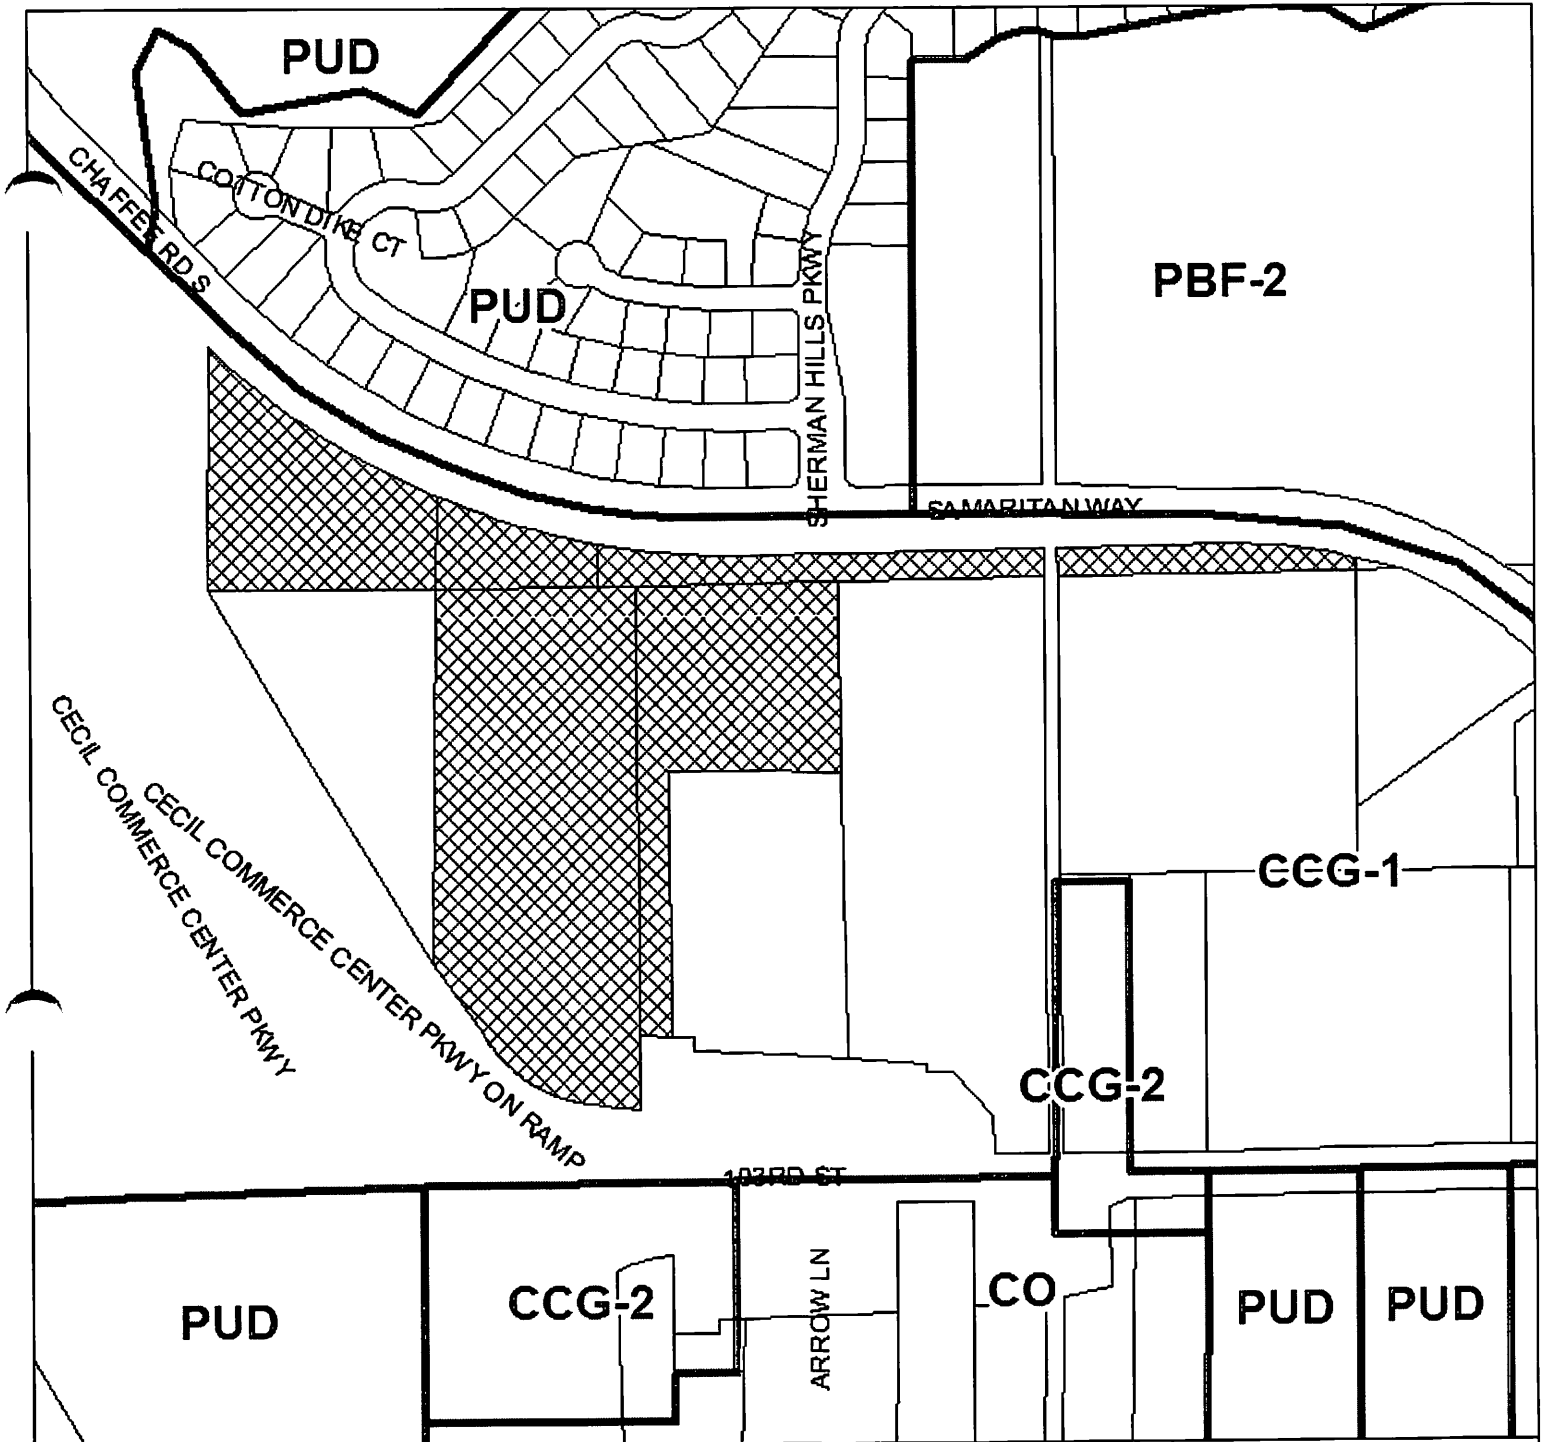 PUD
CHAFFEE RD S
COTTON DIKE CT
PUD
SHERMAN HILLS PKWY
PBF-2
SAMARITAN WAY
CECIL COMMERCE CENTER PKWY
CECIL COMMERCE CENTER PKWY ON RAMP
CCG-1
CCG-2
103RD ST
PUD
CCG-2
ARROW LN
CO
PUD
PUD